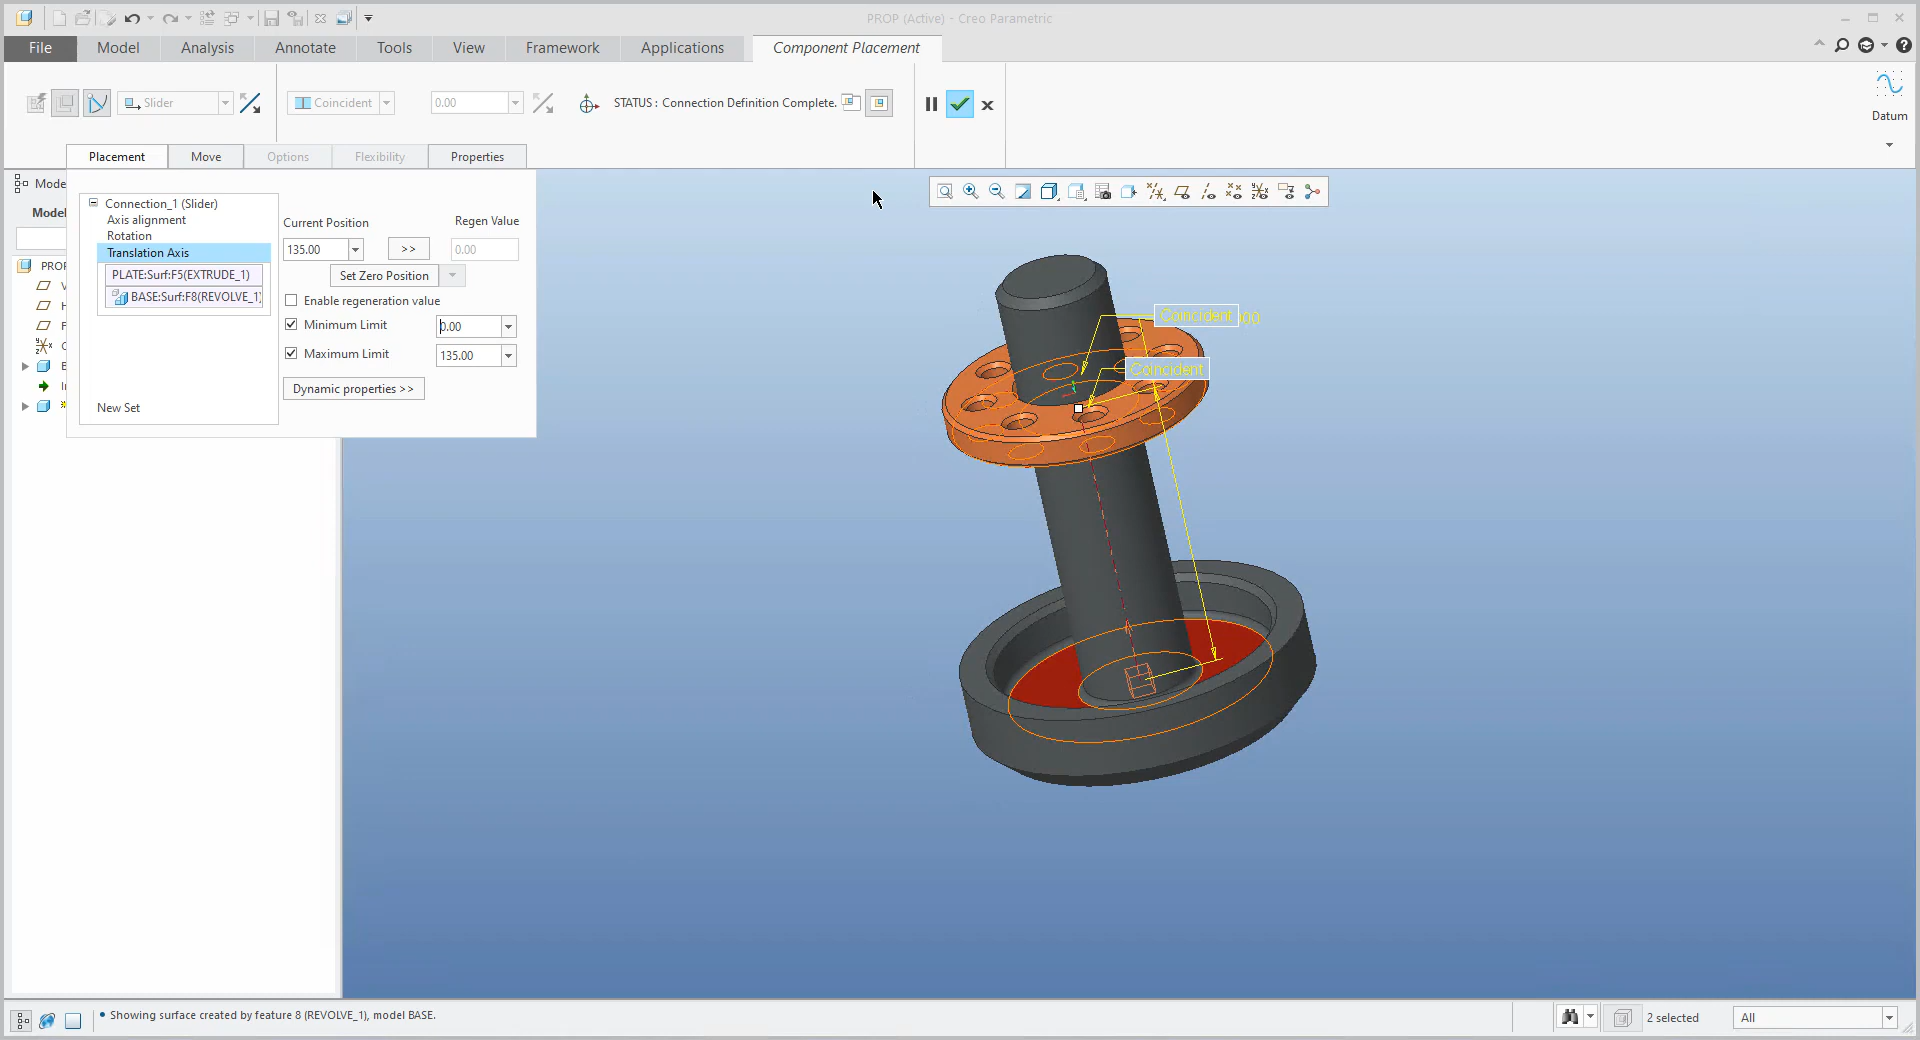 PROP (Active) - Creo Parametric
File Model Analysis Annotate Tools View Framework Applications Component Placement
Slider Coincident 0.00 STATUS : Connection Definition Complete.
Datum
Placement Move Options Flexibility Properties
Mode
Model
PROP
Connection_1 (Slider)
Axis alignment
Rotation
Translation Axis
PLATE:Surf:F5(EXTRUDE_1)
BASE:Surf:F8(REVOLVE_1)
New Set
Current Position Regen Value
135.00 >> 0.00
Set Zero Position
Enable regeneration value
Minimum Limit 0.00
Maximum Limit 135.00
Dynamic properties >>
Coincident
Coincident
Showing surface created by feature 8 (REVOLVE_1), model BASE.
2 selected All